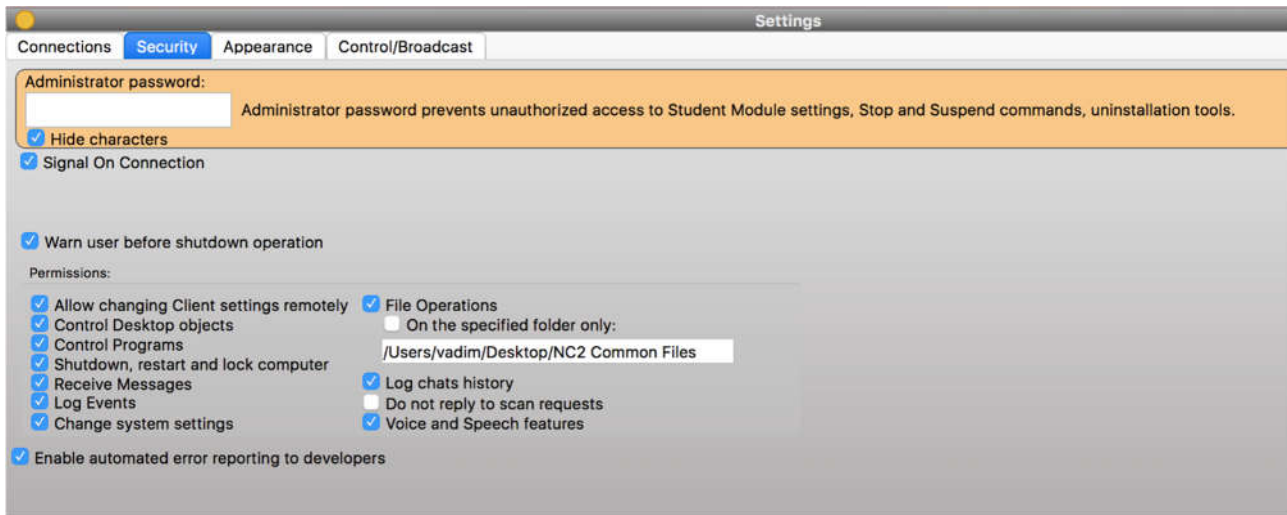 Settings
Connections Security Appearance Control/Broadcast
Administrator password:
Administrator password prevents unauthorized access to Student Module settings, Stop and Suspend commands, uninstallation tools.
Hide characters
Signal On Connection
Warn user before shutdown operation
Permissions:
Allow changing Client settings remotely File Operations
Control Desktop objects On the specified folder only:
Control Programs
/Users/vadim/Desktop/NC2 Common Files
Shutdown, restart and lock computer
Receive Messages Log chats history
Log Events Do not reply to scan requests
Change system settings Voice and Speech features
Enable automated error reporting to developers